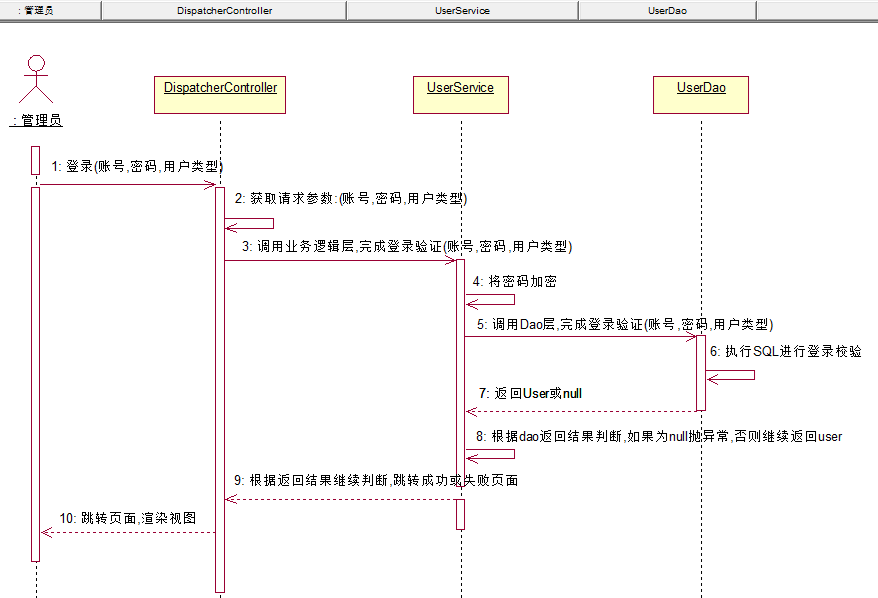 : 管理员
DispatcherController
UserService
UserDao
DispatcherController
UserService
UserDao
: 管理员
1: 登录(账号,密码,用户类型)
2: 获取请求参数:(账号,密码,用户类型)
3: 调用业务逻辑层,完成登录验证(账号,密码,用户类型)
4: 将密码加密
5: 调用Dao层,完成登录验证(账号,密码,用户类型)
6: 执行SQL进行登录校验
7: 返回User或null
8: 根据dao返回结果判断,如果为null抛异常,否则继续返回user
9: 根据返回结果继续判断,跳转成功或失败页面
10: 跳转页面,渲染视图